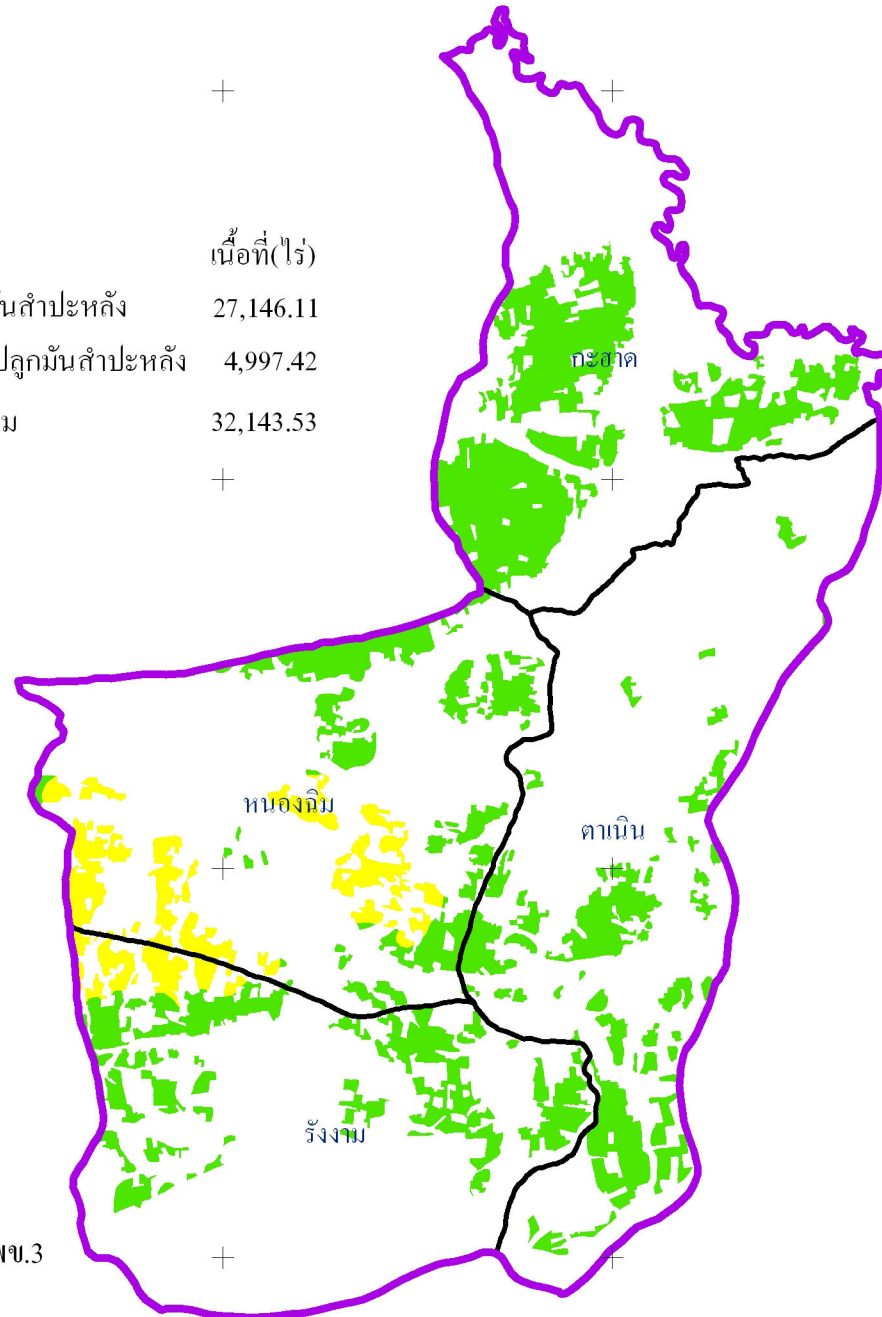 เนื้อที่(ไร่)
นสำปะหลัง 27,146.11
ปลูกมันสำปะหลัง 4,997.42
ม 32,143.53
กะฮาด
หนองฉิม
ตาเนิน
รังงาม
พข.3